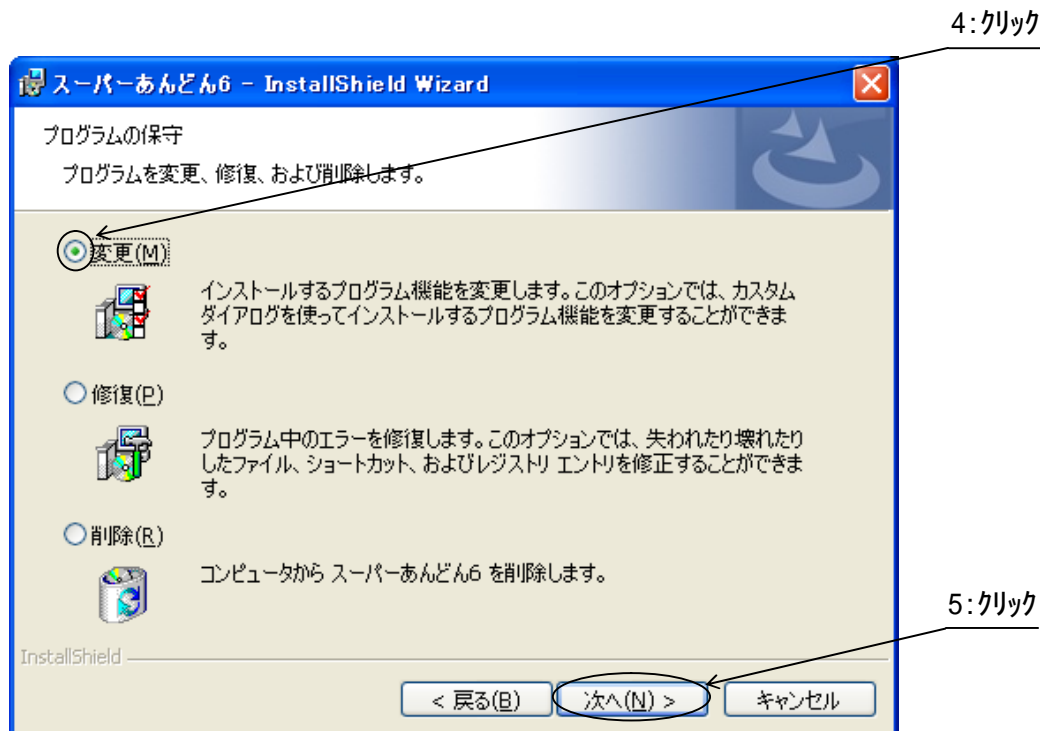 4:ｸﾘｯｸ
スーパーあんどん6 - InstallShield Wizard
プログラムの保守
プログラムを変更、修復、および削除します。
変更(M)
インストールするプログラム機能を変更します。このオプションでは、カスタム
ダイアログを使ってインストールするプログラム機能を変更することができま
す。
修復(P)
プログラム中のエラーを修復します。このオプションでは、失われたり壊れたり
したファイル、ショートカット、およびレジストリ エントリを修正することができま
す。
削除(R)
コンピュータから スーパーあんどん6 を削除します。
5:ｸﾘｯｸ
InstallShield
< 戻る(B)
次へ(N) >
キャンセル